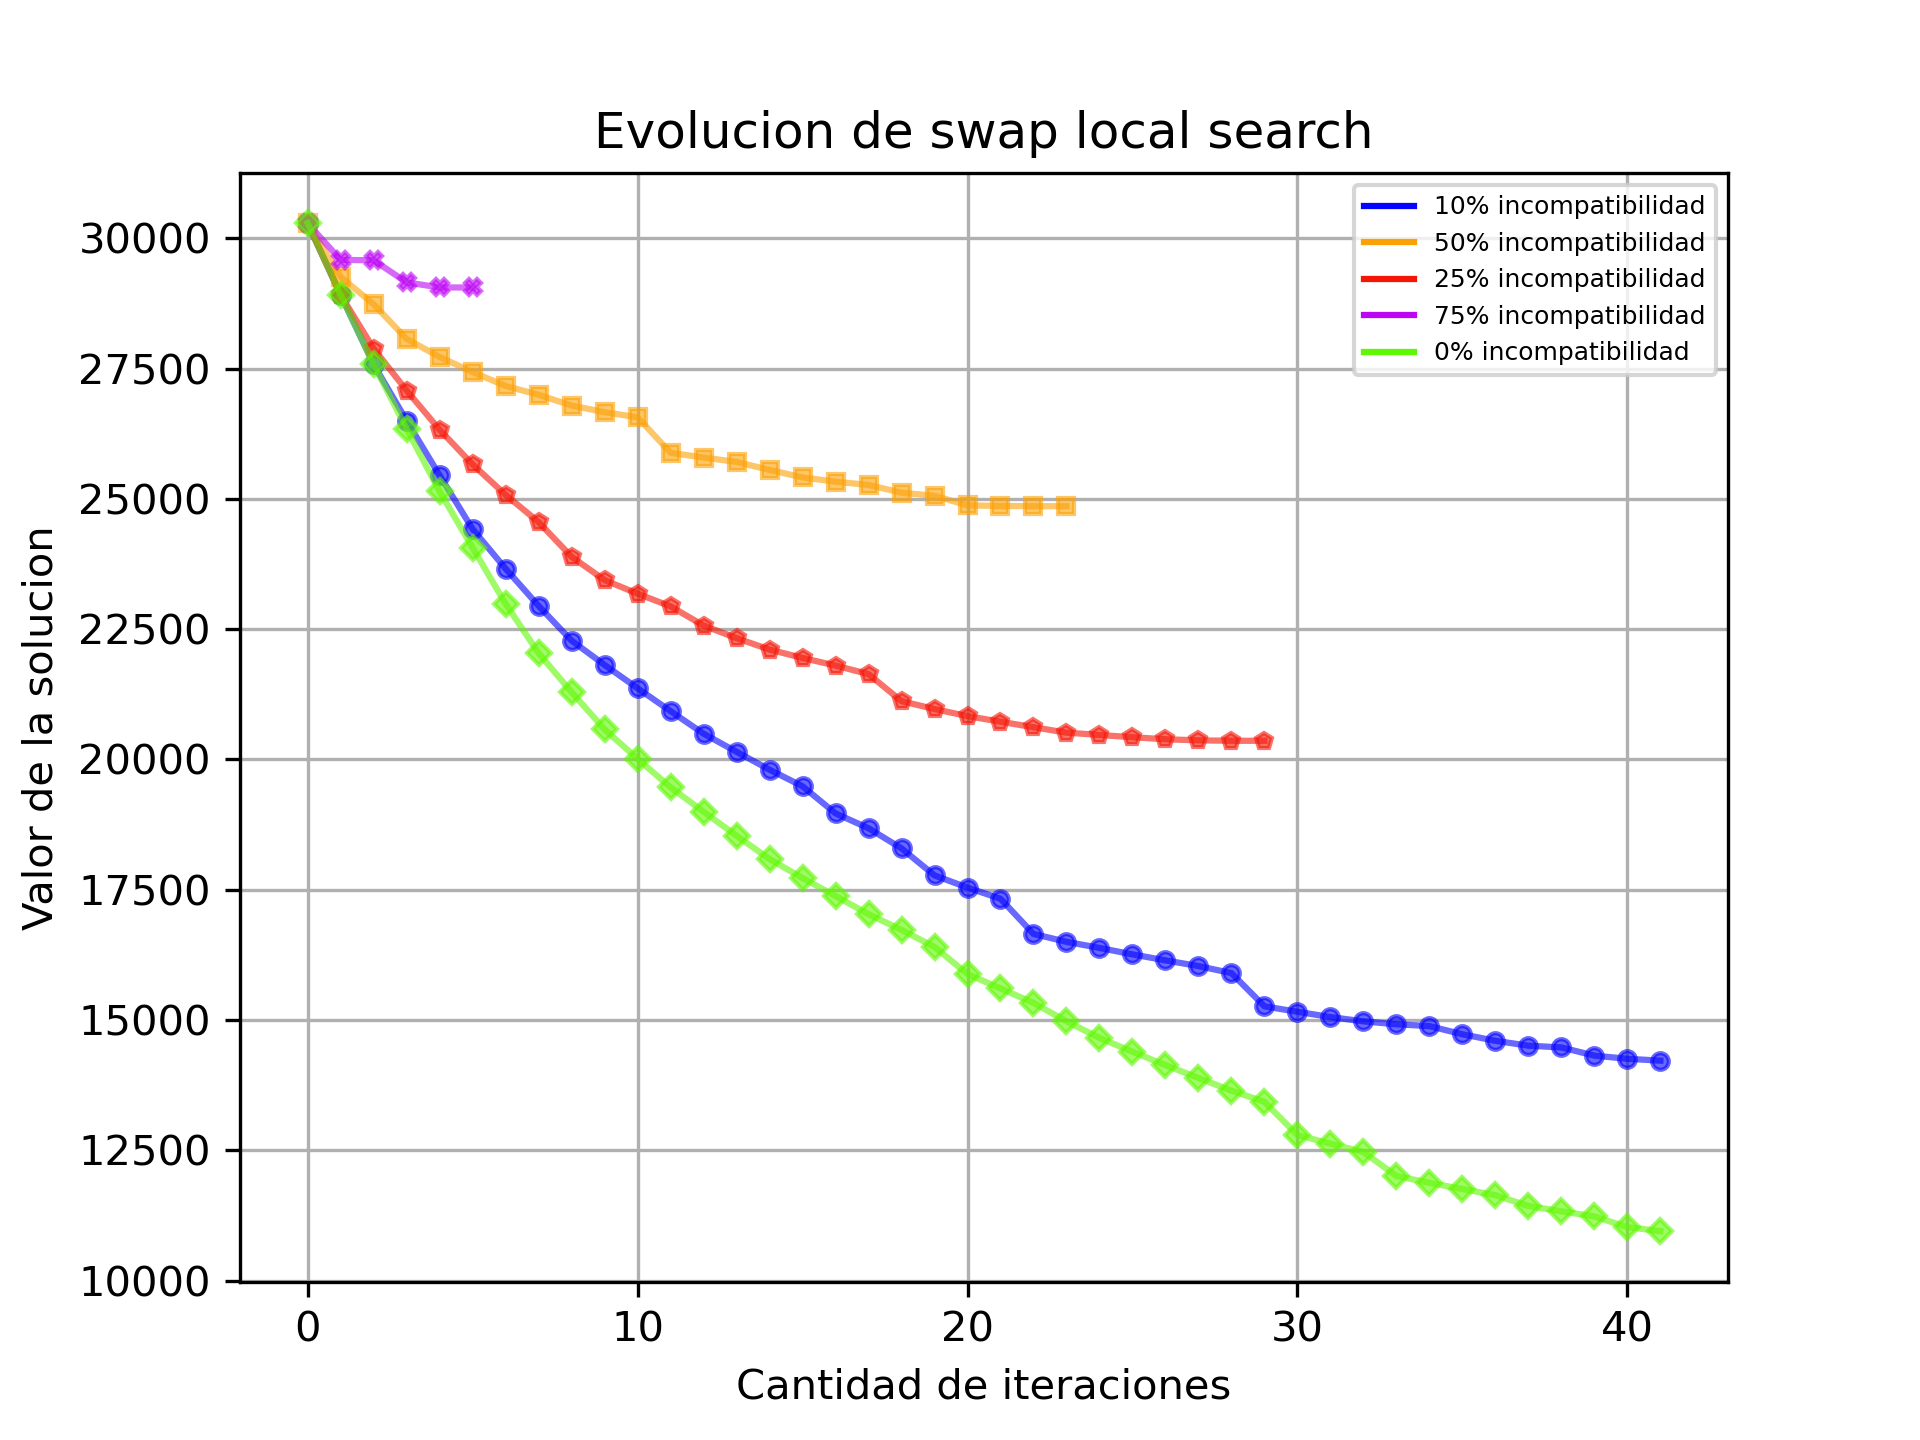 Evolucion de swap local search
10% incompatibilidad
50% incompatibilidad
25% incompatibilidad
75% incompatibilidad
0% incompatibilidad
Valor de la solucion
30000
27500
25000
22500
20000
17500
15000
12500
10000
0 10 20 30 40
Cantidad de iteraciones